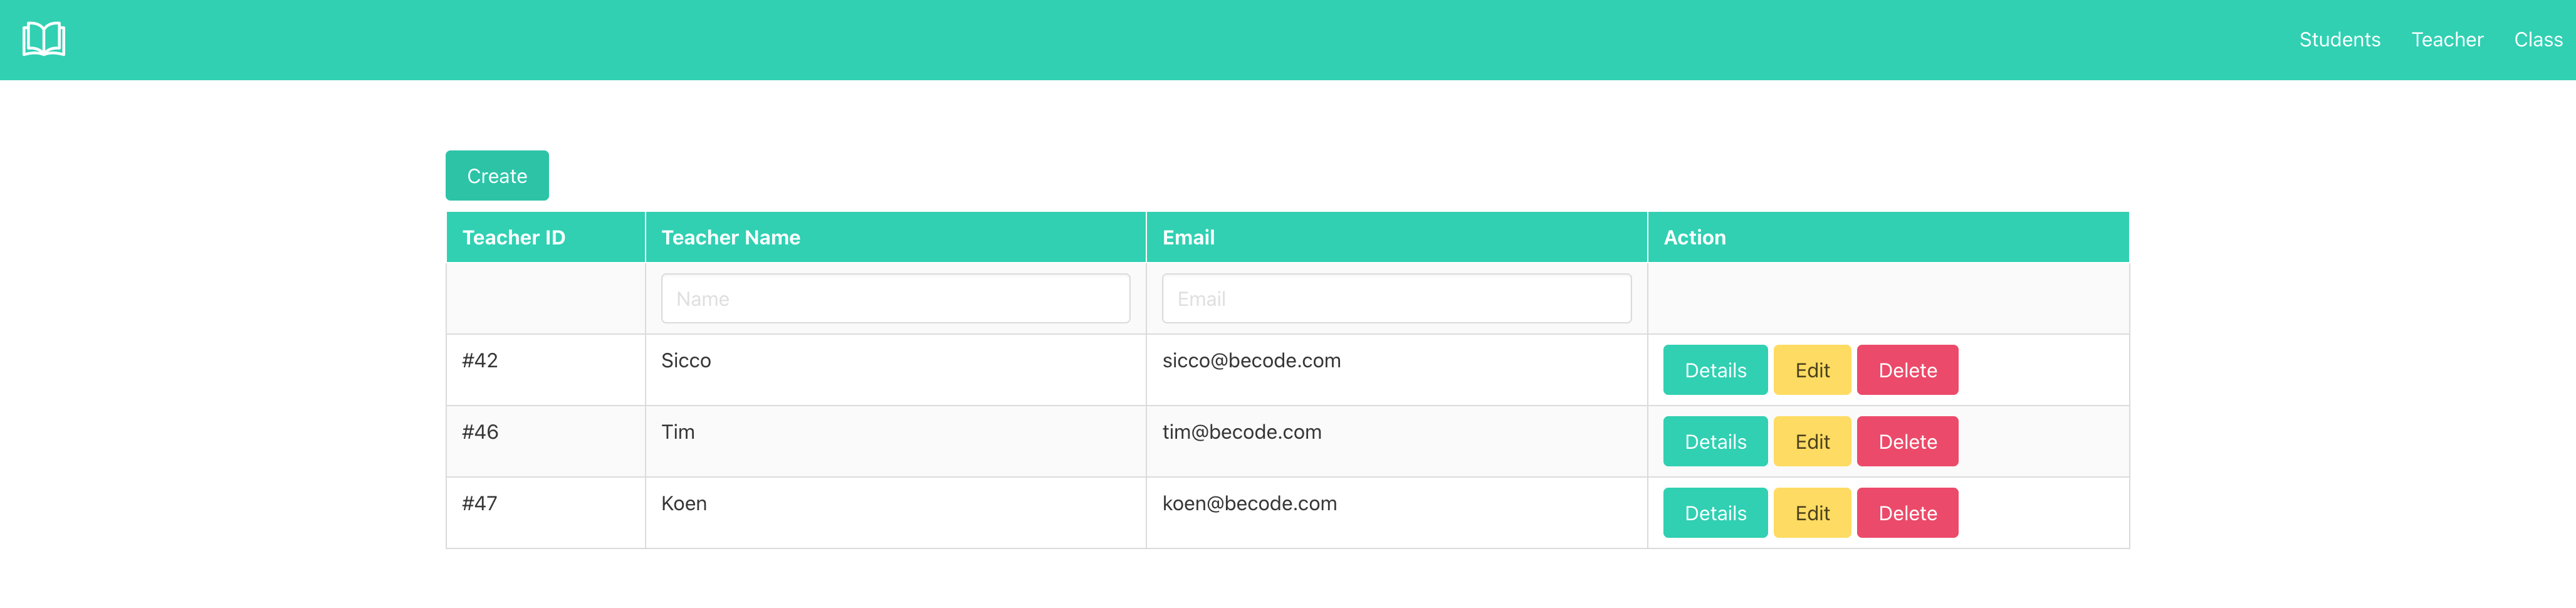 Students Teacher Class
Create
Teacher ID Teacher Name Email Action
Name Email
#42 Sicco sicco@becode.com Details Edit Delete
#46 Tim tim@becode.com Details Edit Delete
#47 Koen koen@becode.com Details Edit Delete